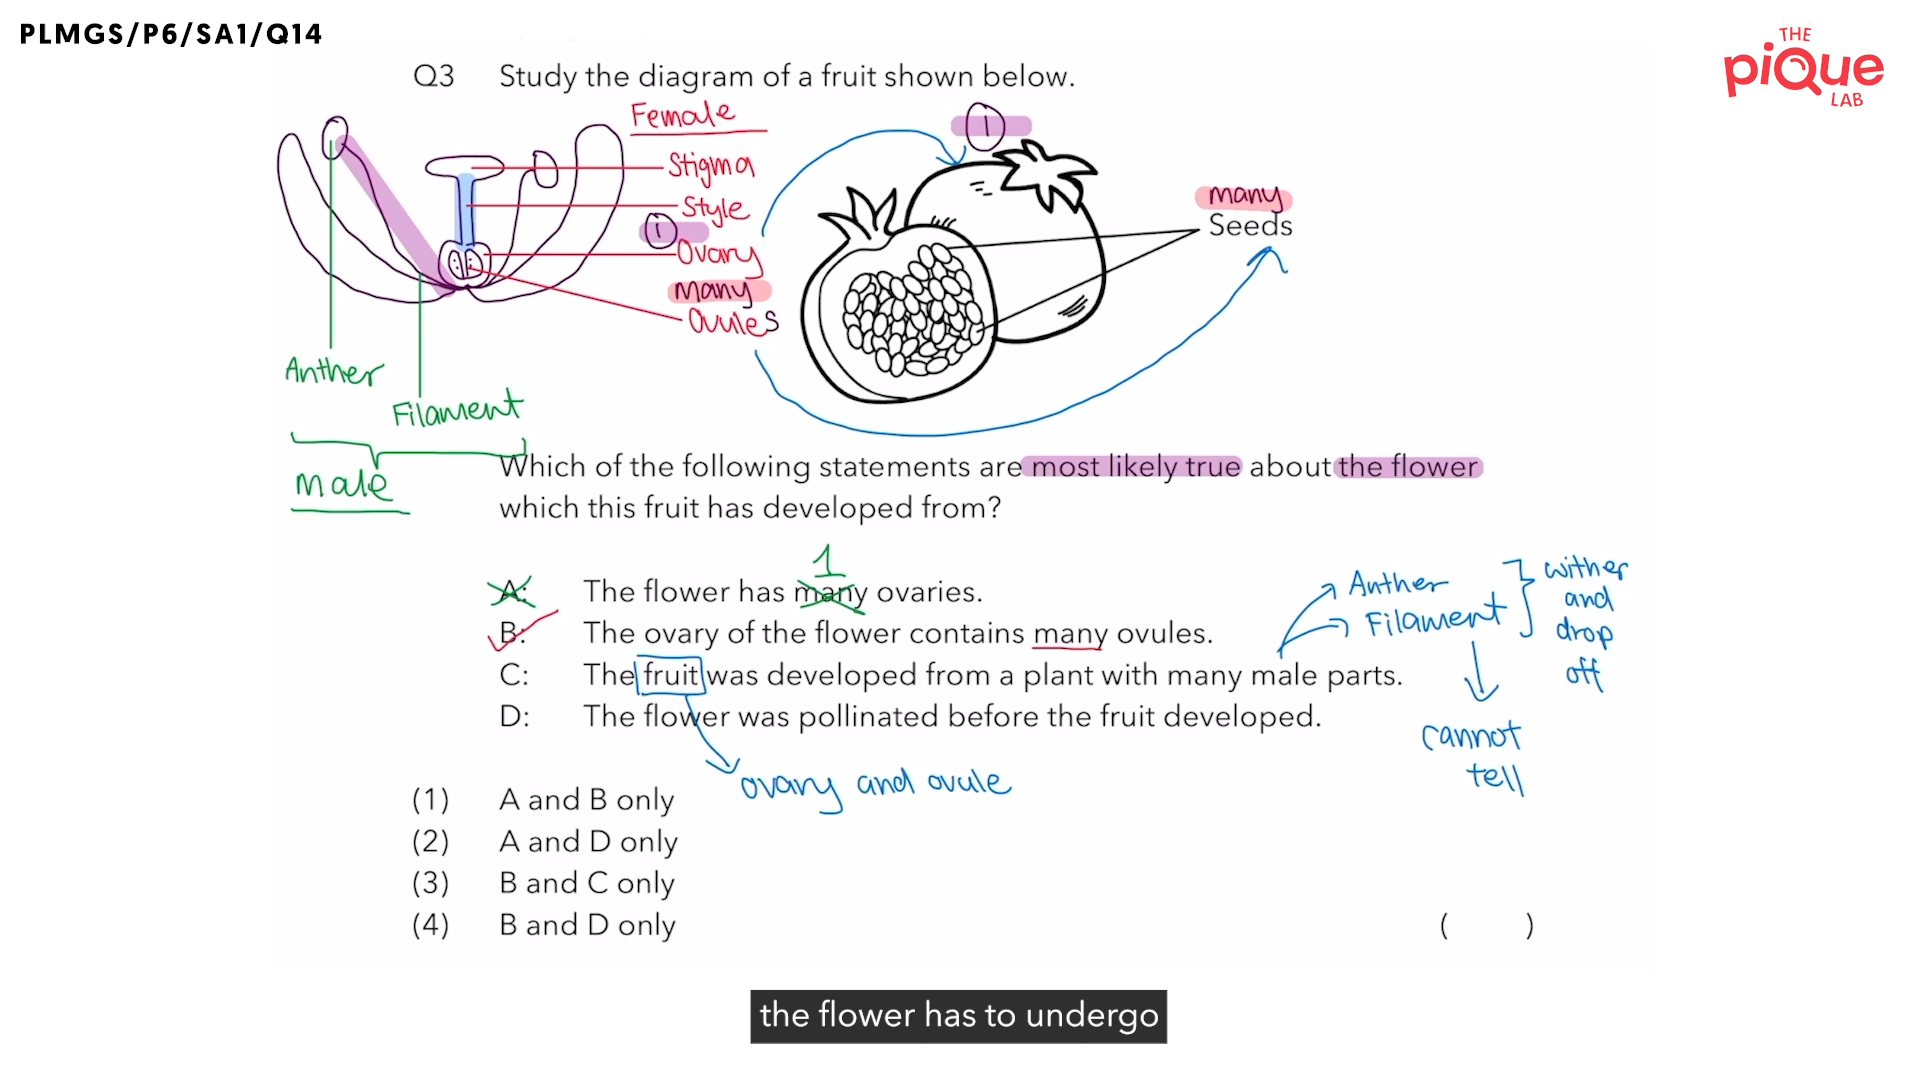 PLMGS/P6/SA1/Q14
THE
piQue
LAB
Q3 Study the diagram of a fruit shown below.
Female
Stigma
Style
1
Ovary
Many
Ovules
Anther
Filament
Male
1
many
Seeds
Which of the following statements are most likely true about the flower
which this fruit has developed from?
1
A: The flower has many ovaries.
B: The ovary of the flower contains many ovules.
C: The fruit was developed from a plant with many male parts.
D: The flower was pollinated before the fruit developed.
Anther
Filament
wither
and
drop
off
cannot
tell
ovary and ovule
(1) A and B only
(2) A and D only
(3) B and C only
(4) B and D only
( )
the flower has to undergo